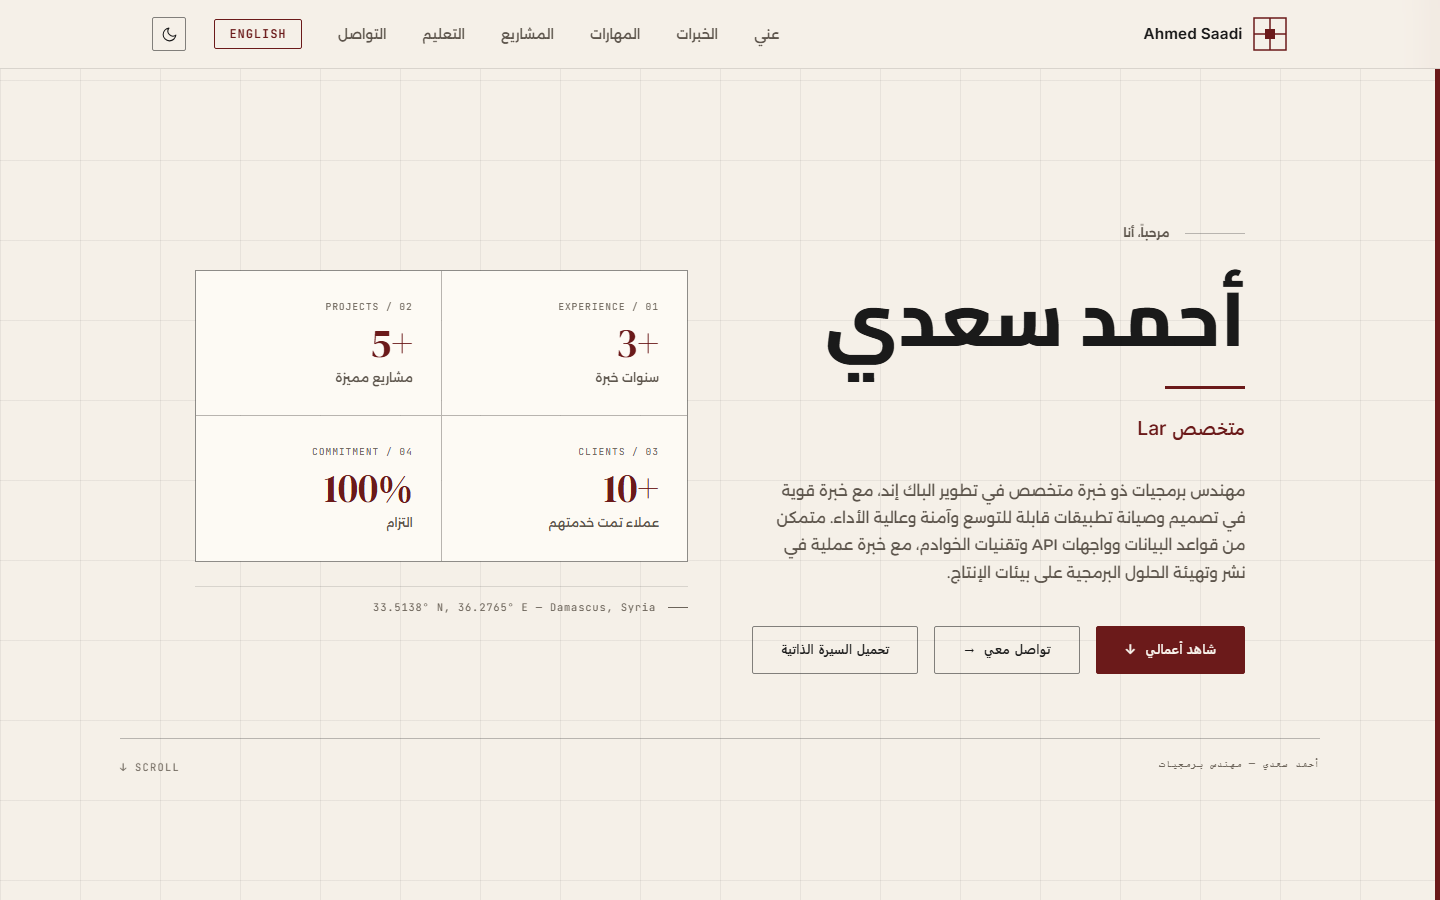 Ahmed Saadi
عني
الخبرات
المهارات
المشاريع
التعليم
التواصل
ENGLISH
مرحباً، أنا
أحمد سعدي
متخصص Lar
مهندس برمجيات ذو خبرة متخصص في تطوير الباك إند، مع خبرة قوية
في تصميم وصيانة تطبيقات قابلة للتوسع وآمنة وعالية الأداء. متمكن
من قواعد البيانات وواجهات API وتقنيات الخوادم، مع خبرة عملية في
نشر وتهيئة الحلول البرمجية على بيئات الإنتاج.
شاهد أعمالي ↓
تواصل معي →
تحميل السيرة الذاتية
EXPERIENCE / 01
3+
سنوات خبرة
PROJECTS / 02
5+
مشاريع مميزة
CLIENTS / 03
10+
عملاء تمت خدمتهم
COMMITMENT / 04
100%
التزام
33.5138° N, 36.2765° E — Damascus, Syria
أحمد سعدي — مهندس برمجيات
↓ SCROLL